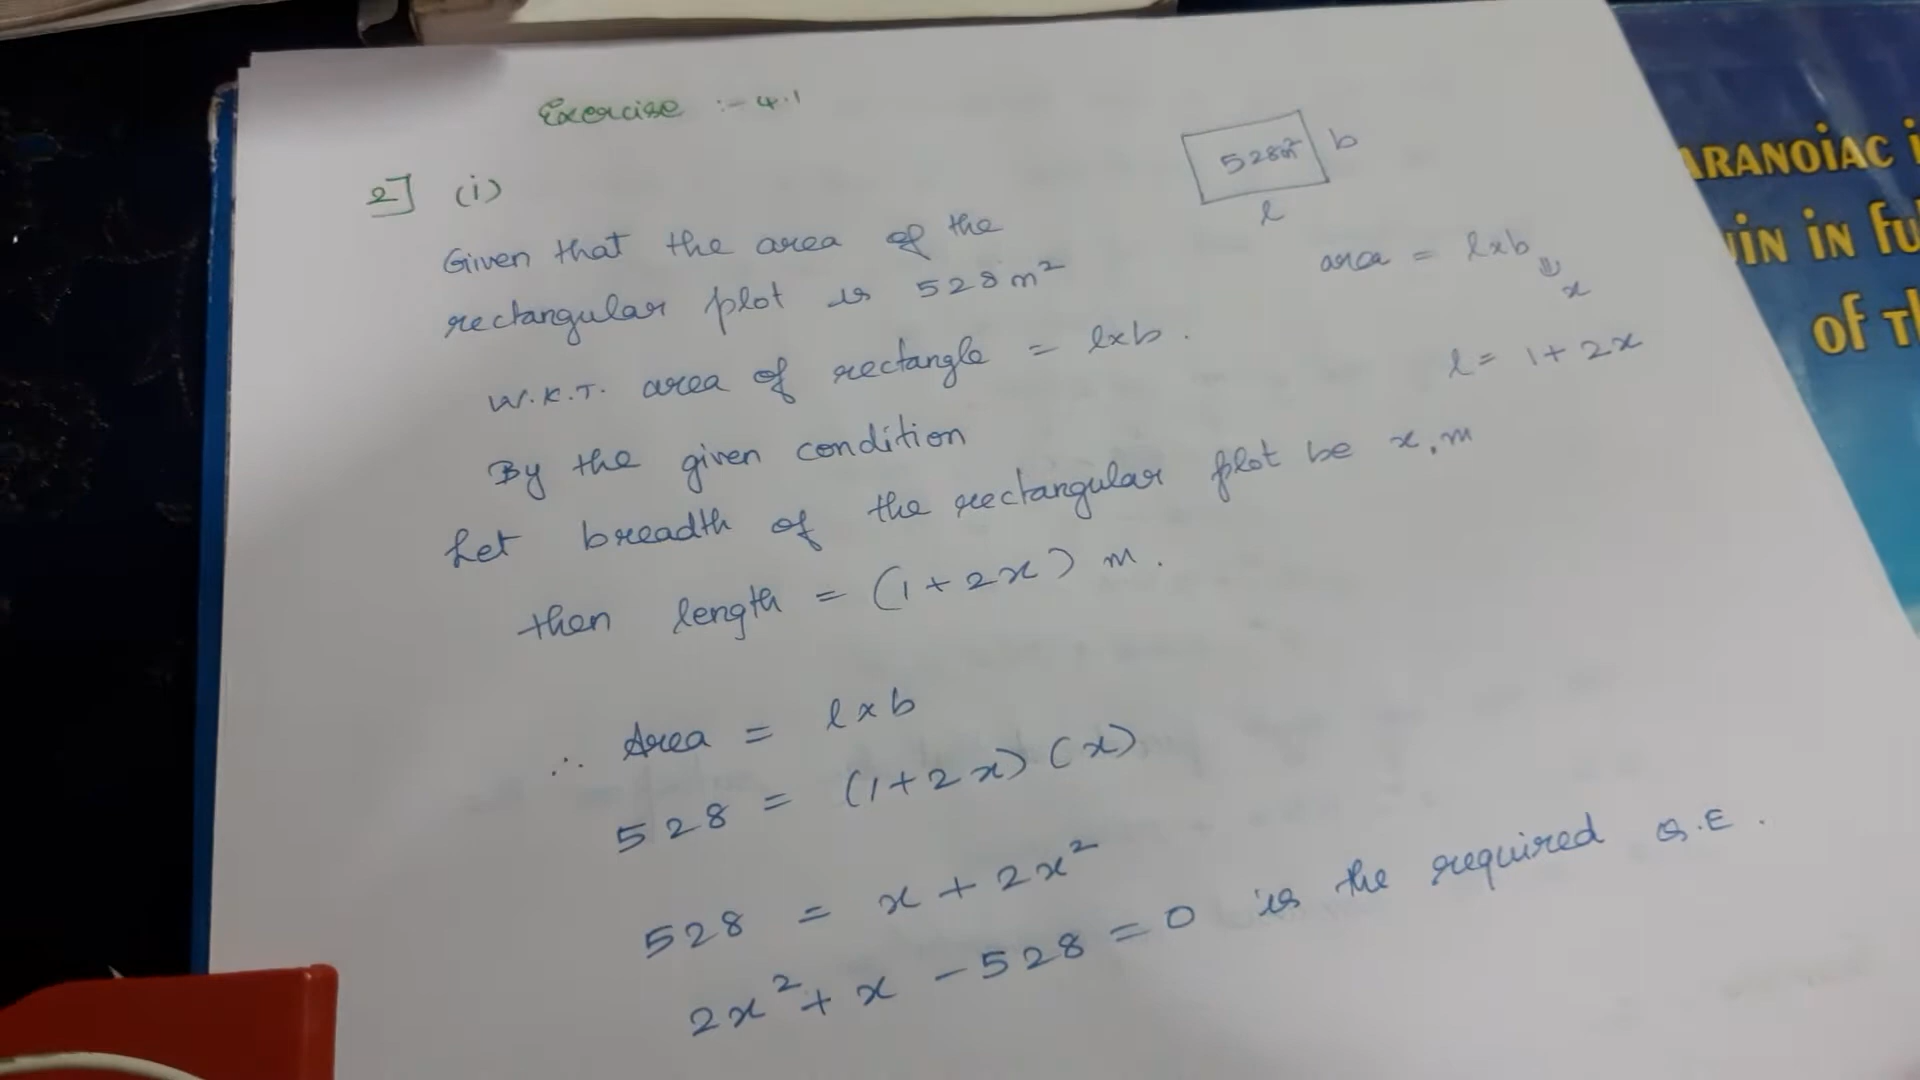 Exercise :- 4.1
2] (i)
528m² b
l
Given that the area of the
rectangular plot is 528 m²
area = l×b
x
W.K.T. area of rectangle = l×b.
l = 1 + 2x
By the given condition
Let breadth of the rectangular plot be x, m
then length = (1 + 2x) m.
∴ Area = l × b
528 = (1+2x)(x)
528 = x + 2x²
2x² + x - 528 = 0 is the required Q.E.
ARANOiAC i
IN iN
of